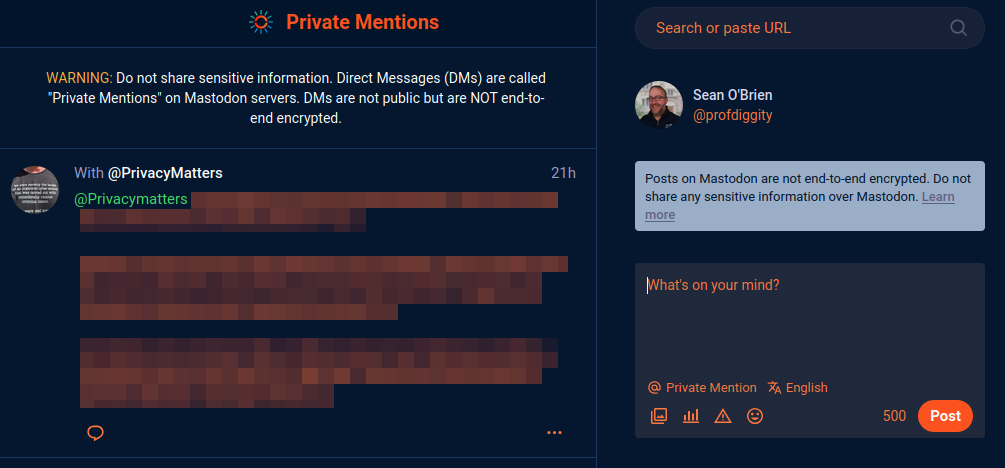 Private Mentions
WARNING: Do not share sensitive information. Direct Messages (DMs) are called
"Private Mentions" on Mastodon servers. DMs are not public but are NOT end-to-
end encrypted.
With @PrivacyMatters
21h
@Privacymatters
Search or paste URL
Sean O'Brien
@profdiggity
Posts on Mastodon are not end-to-end encrypted. Do not
share any sensitive information over Mastodon. Learn
more
What's on your mind?
Private Mention
English
500
Post